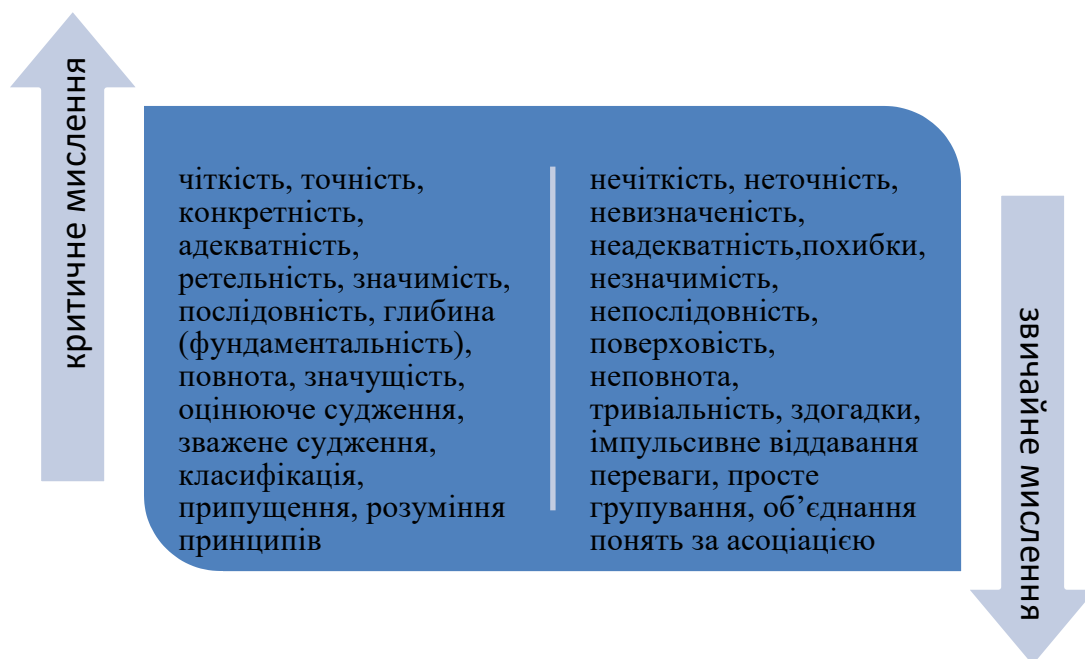 критичне мислення
чіткість, точність,
конкретність,
адекватність,
ретельність, значимість,
послідовність, глибина
(фундаментальність),
повнота, значущість,
оцінююче судження,
зважене судження,
класифікація,
припущення, розуміння
принципів
нечіткість, неточність,
невизначеність,
неадекватність,похибки,
незначимість,
непослідовність,
поверховість,
неповнота,
тривіальність, здогадки,
імпульсивне віддавання
переваги, просте
групування, об’єднання
понять за асоціацією
звичайне мислення